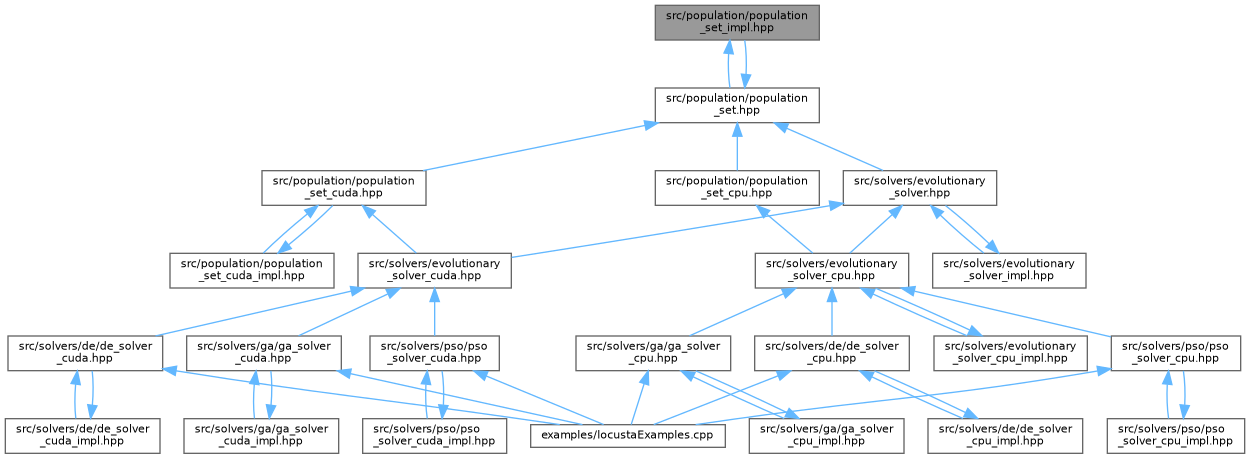 src/population/population
_set_impl.hpp
src/population/population
_set.hpp
src/population/population
_set_cuda.hpp
src/population/population
_set_cpu.hpp
src/solvers/evolutionary
_solver.hpp
src/population/population
_set_cuda_impl.hpp
src/solvers/evolutionary
_solver_cuda.hpp
src/solvers/evolutionary
_solver_cpu.hpp
src/solvers/evolutionary
_solver_impl.hpp
src/solvers/de/de_solver
_cuda.hpp
src/solvers/ga/ga_solver
_cuda.hpp
src/solvers/pso/pso
_solver_cuda.hpp
src/solvers/ga/ga_solver
_cpu.hpp
src/solvers/de/de_solver
_cpu.hpp
src/solvers/evolutionary
_solver_cpu_impl.hpp
src/solvers/pso/pso
_solver_cpu.hpp
src/solvers/de/de_solver
_cuda_impl.hpp
src/solvers/ga/ga_solver
_cuda_impl.hpp
src/solvers/pso/pso
_solver_cuda_impl.hpp
examples/locustaExamples.cpp
src/solvers/ga/ga_solver
_cpu_impl.hpp
src/solvers/de/de_solver
_cpu_impl.hpp
src/solvers/pso/pso
_solver_cpu_impl.hpp